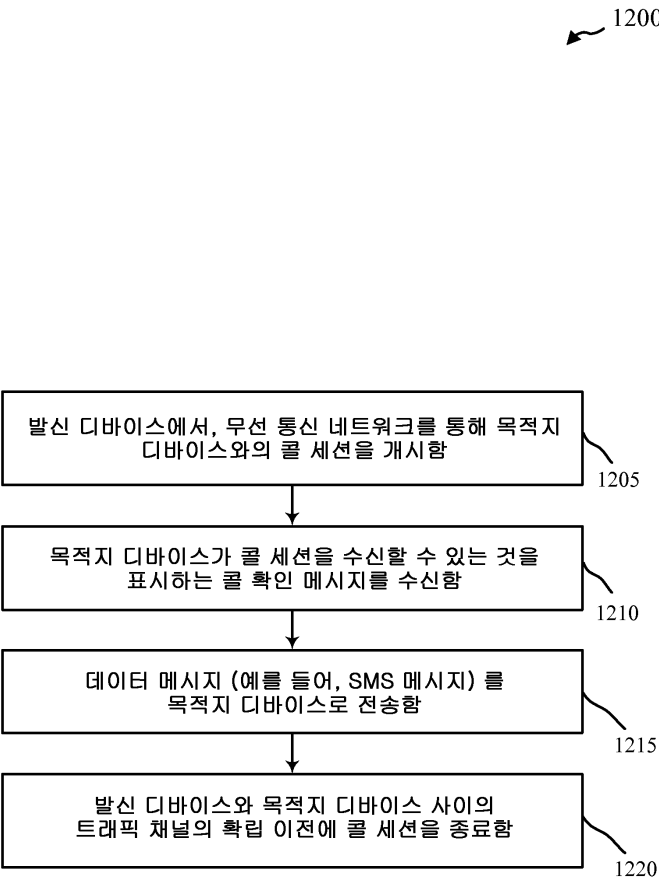 1200
발신 디바이스에서, 무선 통신 네트워크를 통해 목적지
디바이스와의 콜 세션을 개시함
1205
목적지 디바이스가 콜 세션을 수신할 수 있는 것을
표시하는 콜 확인 메시지를 수신함
1210
데이터 메시지 (예를 들어, SMS 메시지) 를
목적지 디바이스로 전송함
1215
발신 디바이스와 목적지 디바이스 사이의
트래픽 채널의 확립 이전에 콜 세션을 종료함
1220